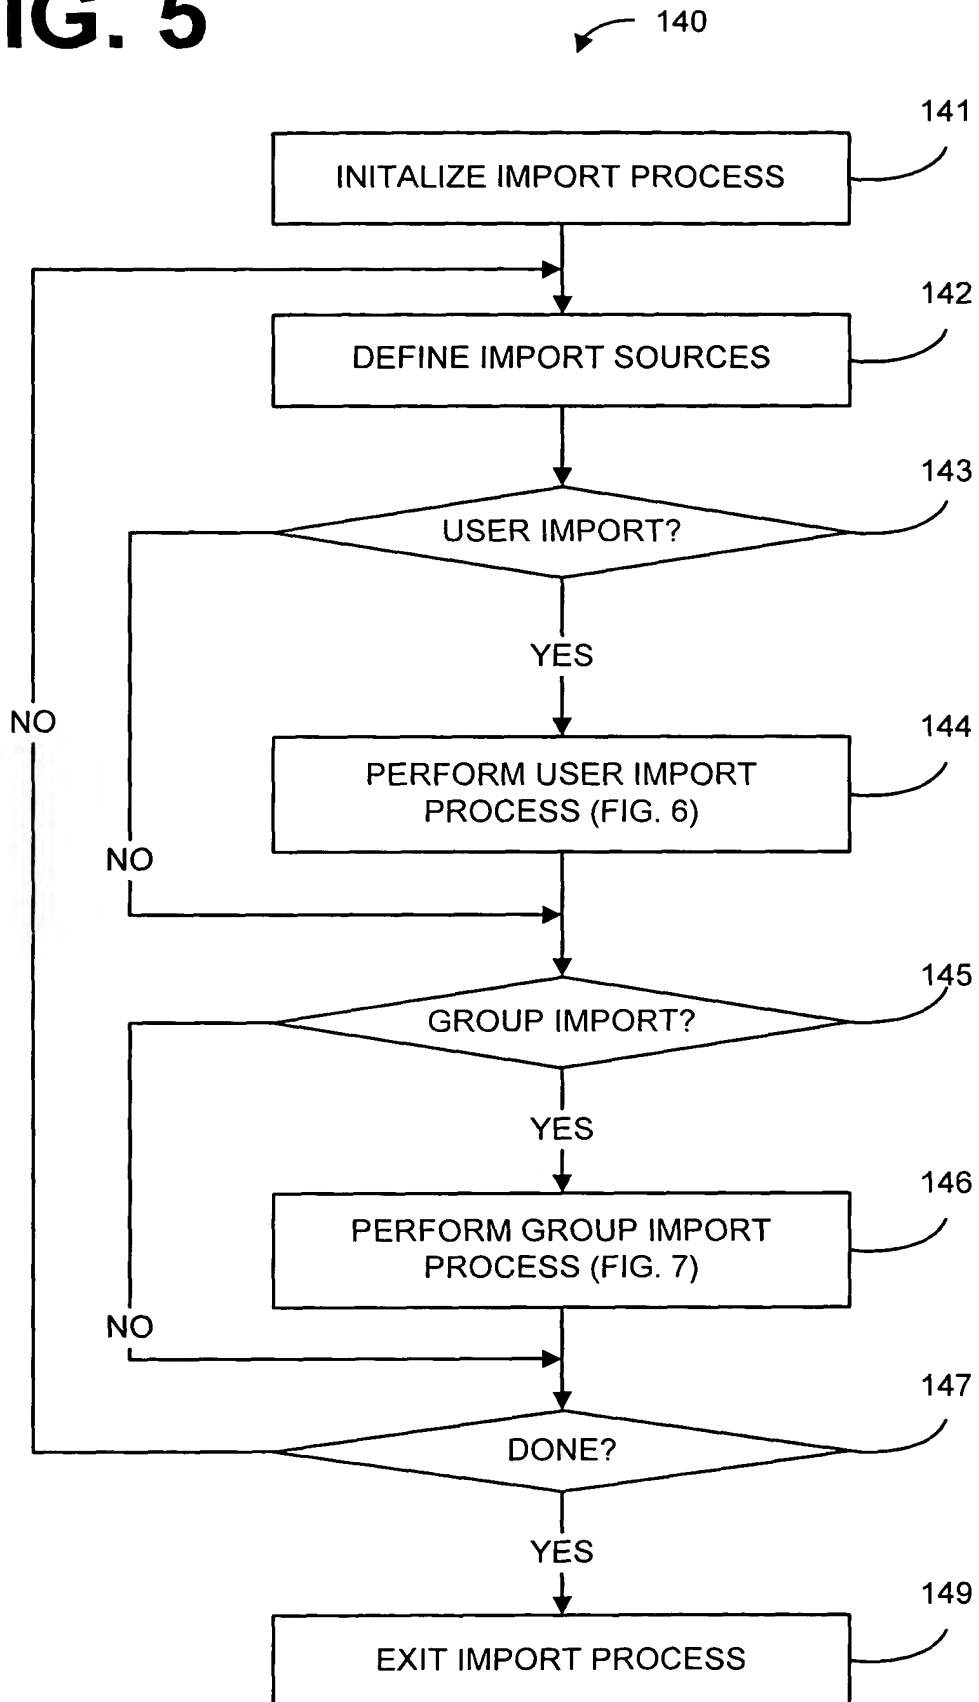 IG. 5
140
141
INITALIZE IMPORT PROCESS
142
DEFINE IMPORT SOURCES
143
USER IMPORT?
YES
NO
144
PERFORM USER IMPORT
PROCESS (FIG. 6)
NO
145
GROUP IMPORT?
YES
146
PERFORM GROUP IMPORT
PROCESS (FIG. 7)
NO
147
DONE?
YES
149
EXIT IMPORT PROCESS